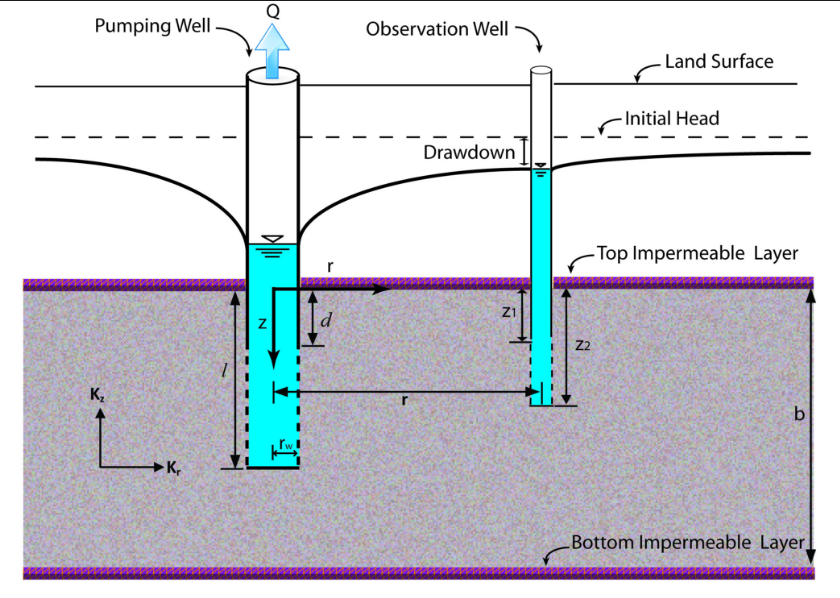 Q
Pumping Well
Observation Well
Land Surface
Initial Head
Drawdown
Top Impermeable Layer
r
z
d
z1
z2
l
r
b
Kz
Kr
rw
Bottom Impermeable Layer